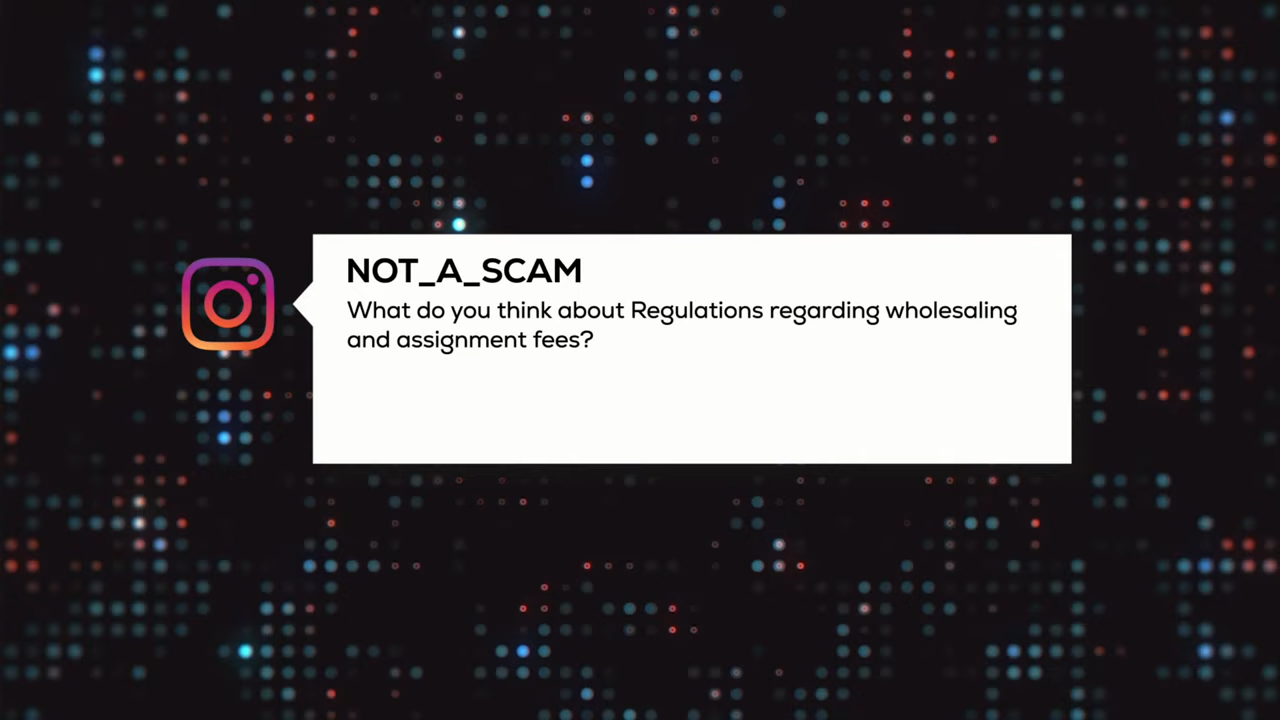 NOT_A_SCAM
What do you think about Regulations regarding wholesaling
and assignment fees?